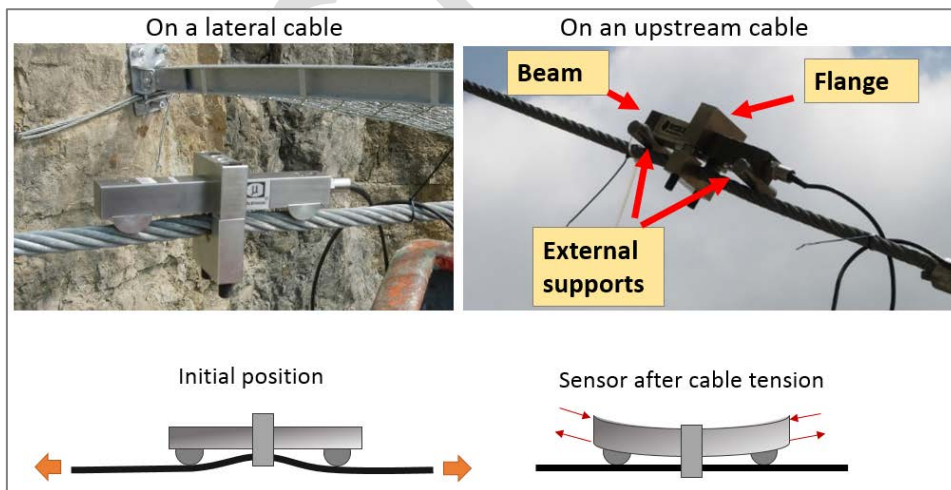 On a lateral cable
On an upstream cable
Beam
Flange
µ
External
supports
Initial position
Sensor after cable tension